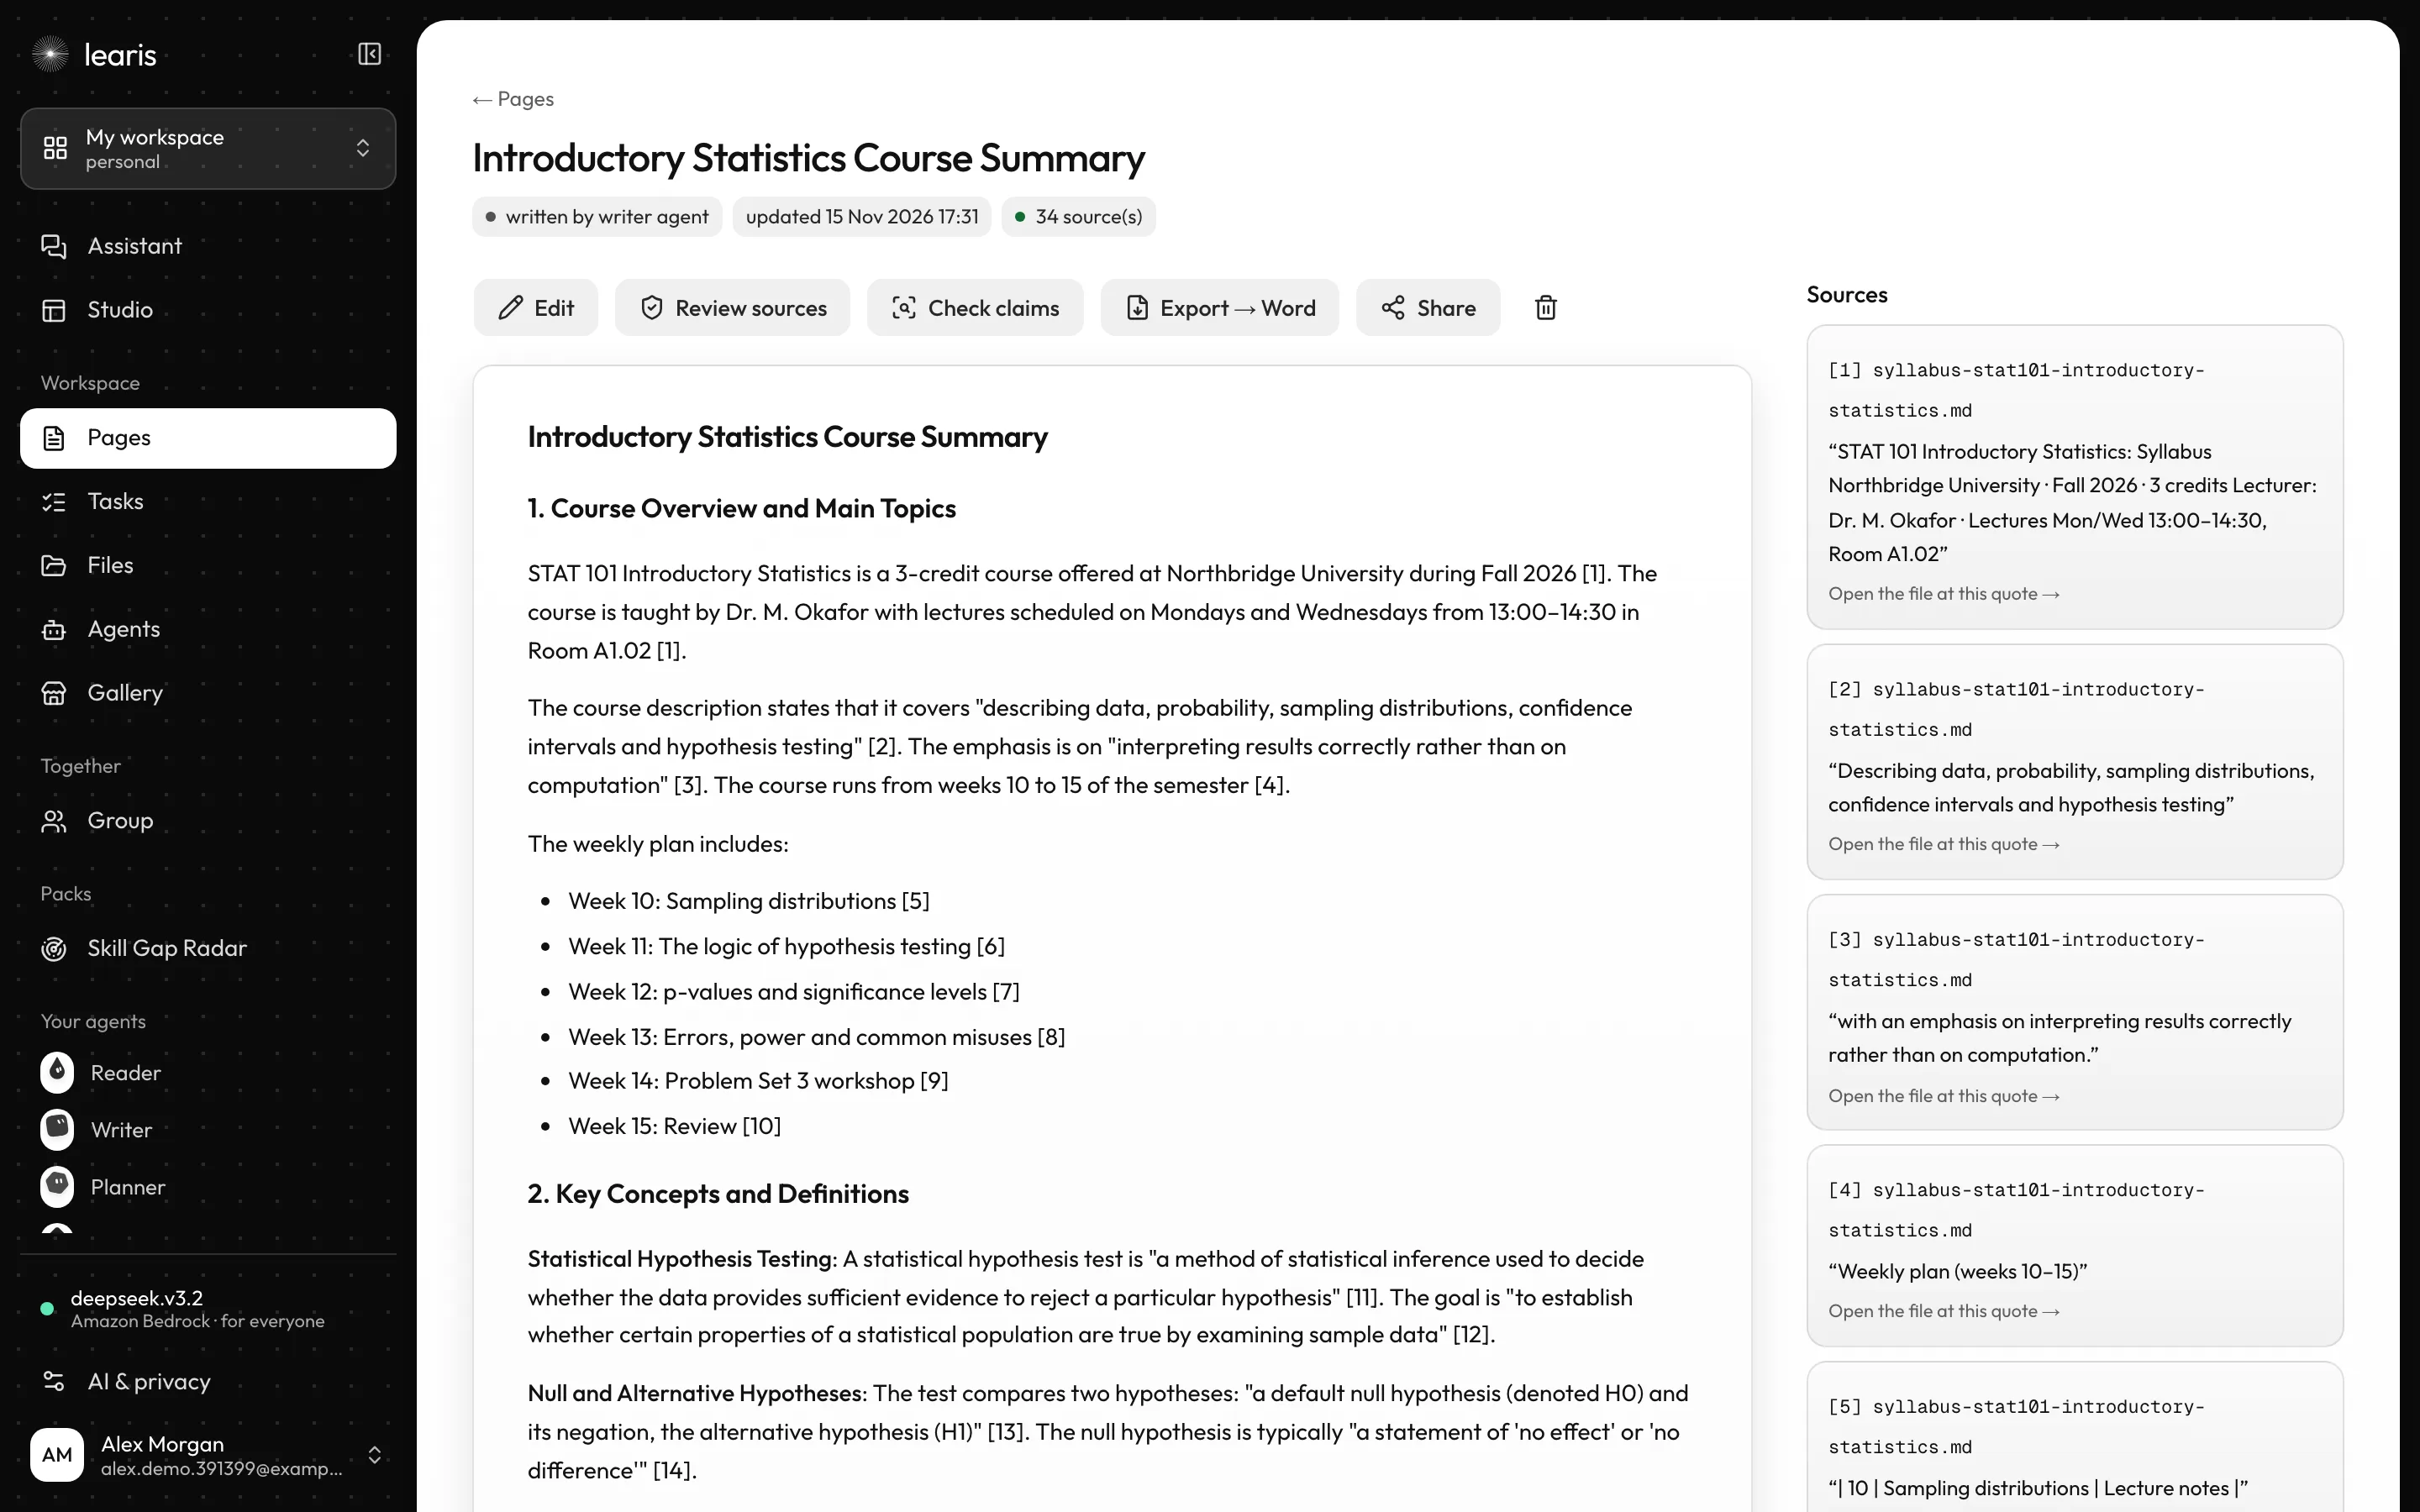 learis
My workspace
personal
Assistant
Studio
Workspace
Pages
Tasks
Files
Agents
Gallery
Together
Group
Packs
Skill Gap Radar
Your agents
Reader
Writer
Planner
deepseek.v3.2
Amazon Bedrock · for everyone
AI & privacy
AM
Alex Morgan
alex.demo.391399@examp...
← Pages
Introductory Statistics Course Summary
written by writer agent
updated 15 Nov 2026 17:31
34 source(s)
Edit
Review sources
Check claims
Export → Word
Share
Introductory Statistics Course Summary
1. Course Overview and Main Topics
STAT 101 Introductory Statistics is a 3-credit course offered at Northbridge University during Fall 2026 [1]. The
course is taught by Dr. M. Okafor with lectures scheduled on Mondays and Wednesdays from 13:00–14:30 in
Room A1.02 [1].
The course description states that it covers "describing data, probability, sampling distributions, confidence
intervals and hypothesis testing" [2]. The emphasis is on "interpreting results correctly rather than on
computation" [3]. The course runs from weeks 10 to 15 of the semester [4].
The weekly plan includes:
• Week 10: Sampling distributions [5]
• Week 11: The logic of hypothesis testing [6]
• Week 12: p-values and significance levels [7]
• Week 13: Errors, power and common misuses [8]
• Week 14: Problem Set 3 workshop [9]
• Week 15: Review [10]
2. Key Concepts and Definitions
Statistical Hypothesis Testing: A statistical hypothesis test is "a method of statistical inference used to decide
whether the data provides sufficient evidence to reject a particular hypothesis" [11]. The goal is "to establish
whether certain properties of a statistical population are true by examining sample data" [12].
Null and Alternative Hypotheses: The test compares two hypotheses: "a default null hypothesis (denoted H0) and
its negation, the alternative hypothesis (H1)" [13]. The null hypothesis is typically "a statement of 'no effect' or 'no
difference'" [14].
Sources
[1] syllabus-stat101-introductory-
statistics.md
“STAT 101 Introductory Statistics: Syllabus
Northbridge University · Fall 2026 · 3 credits Lecturer:
Dr. M. Okafor · Lectures Mon/Wed 13:00–14:30,
Room A1.02”
Open the file at this quote →
[2] syllabus-stat101-introductory-
statistics.md
“Describing data, probability, sampling distributions,
confidence intervals and hypothesis testing”
Open the file at this quote →
[3] syllabus-stat101-introductory-
statistics.md
“with an emphasis on interpreting results correctly
rather than on computation.”
Open the file at this quote →
[4] syllabus-stat101-introductory-
statistics.md
“Weekly plan (weeks 10–15)”
Open the file at this quote →
[5] syllabus-stat101-introductory-
statistics.md
“| 10 | Sampling distributions | Lecture notes |”